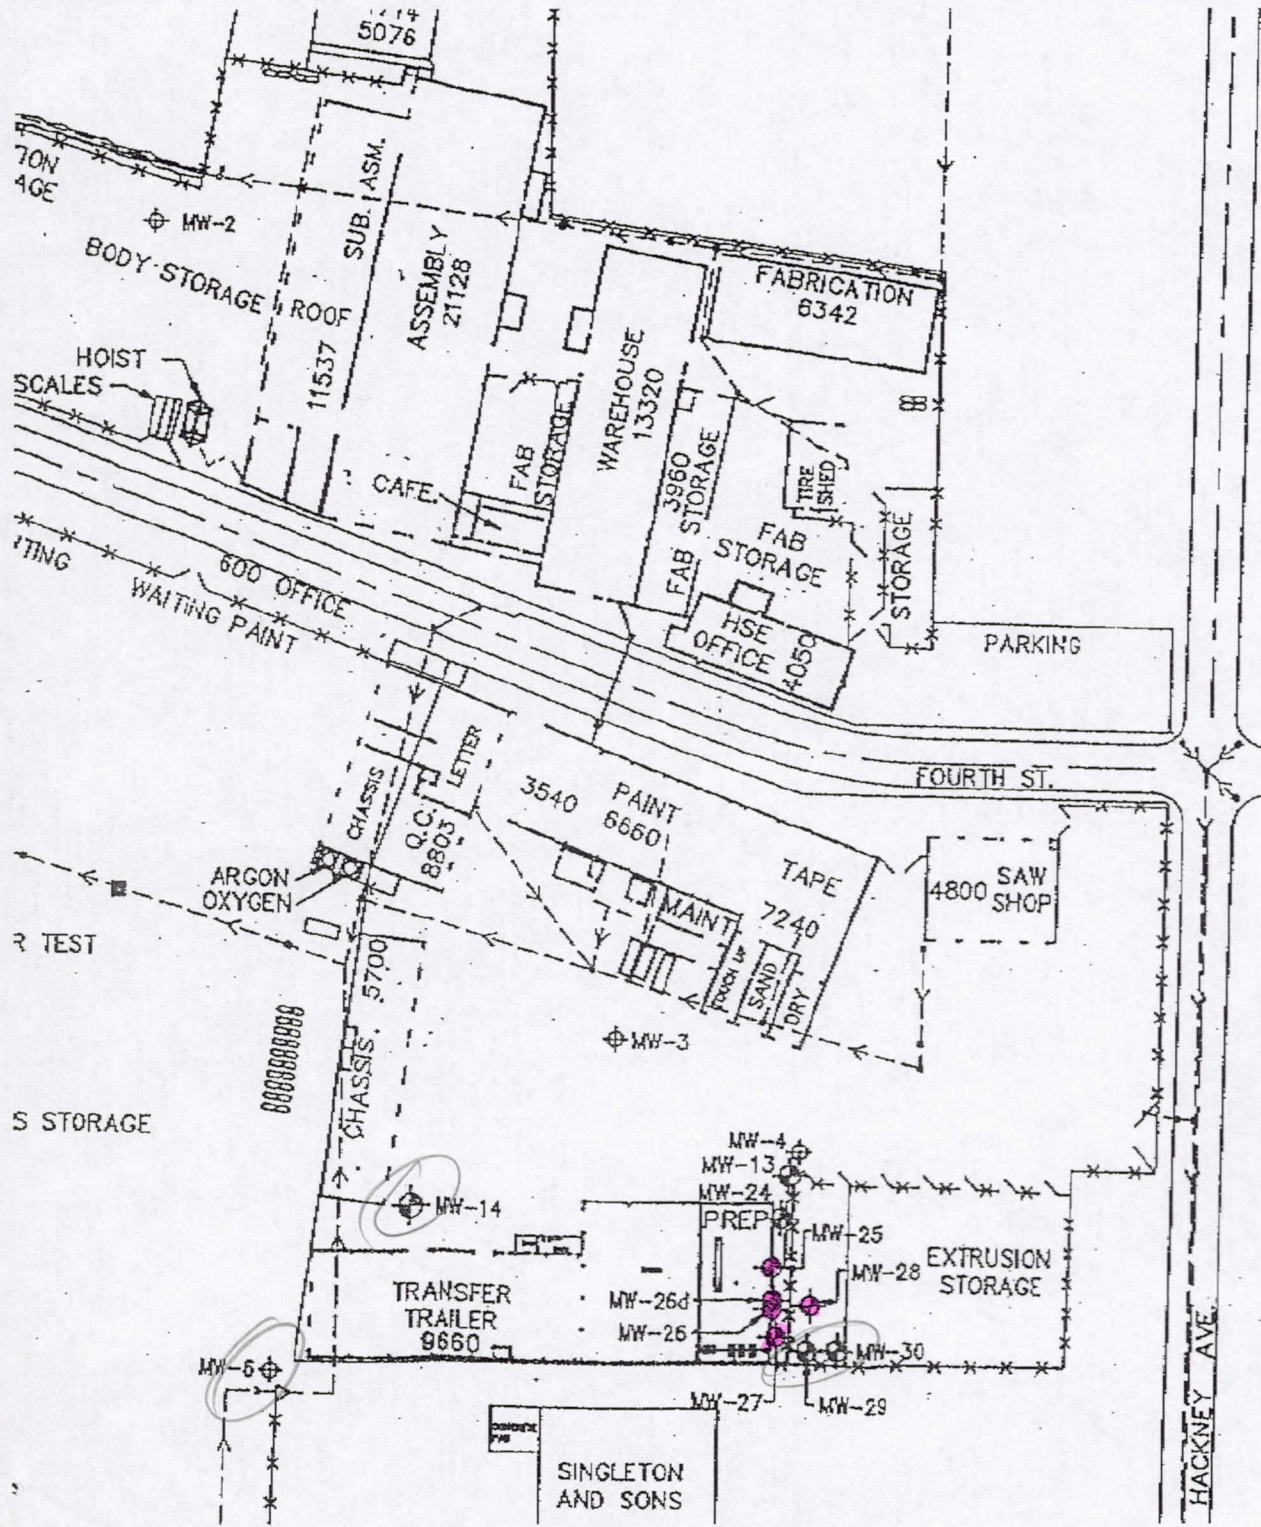 5076
TON
AGE
MW-2
BODY STORAGE
ROOF
11537
SUB. ASM.
ASSEMBLY
21128
FABRICATION
6342
HOIST
SCALES
WAREHOUSE
13320
FAB
STORAGE
CAFE.
3960
FAB STORAGE
TIRE
SHED
FAB
STORAGE
STORAGE
HSE
OFFICE
4050
PARKING
600 OFFICE
WAITING PAINT
FOURTH ST.
CHASSIS
LETTER
Q.C.
8803
3540
PAINT
6660
TAPE
7240
SAW
SHOP
4800
ARGON
OXYGEN
MAINT
TOUCH UP
SAND
DRY
R TEST
5700
CHASSIS
MW-3
S STORAGE
MW-4
MW-13
MW-24
PREP
MW-14
MW-25
MW-28
EXTRUSION
STORAGE
MW-26d
MW-26
TRANSFER
TRAILER
9660
MW-30
MW-27
MW-29
SINGLETON
AND SONS
HACKNEY AVE.